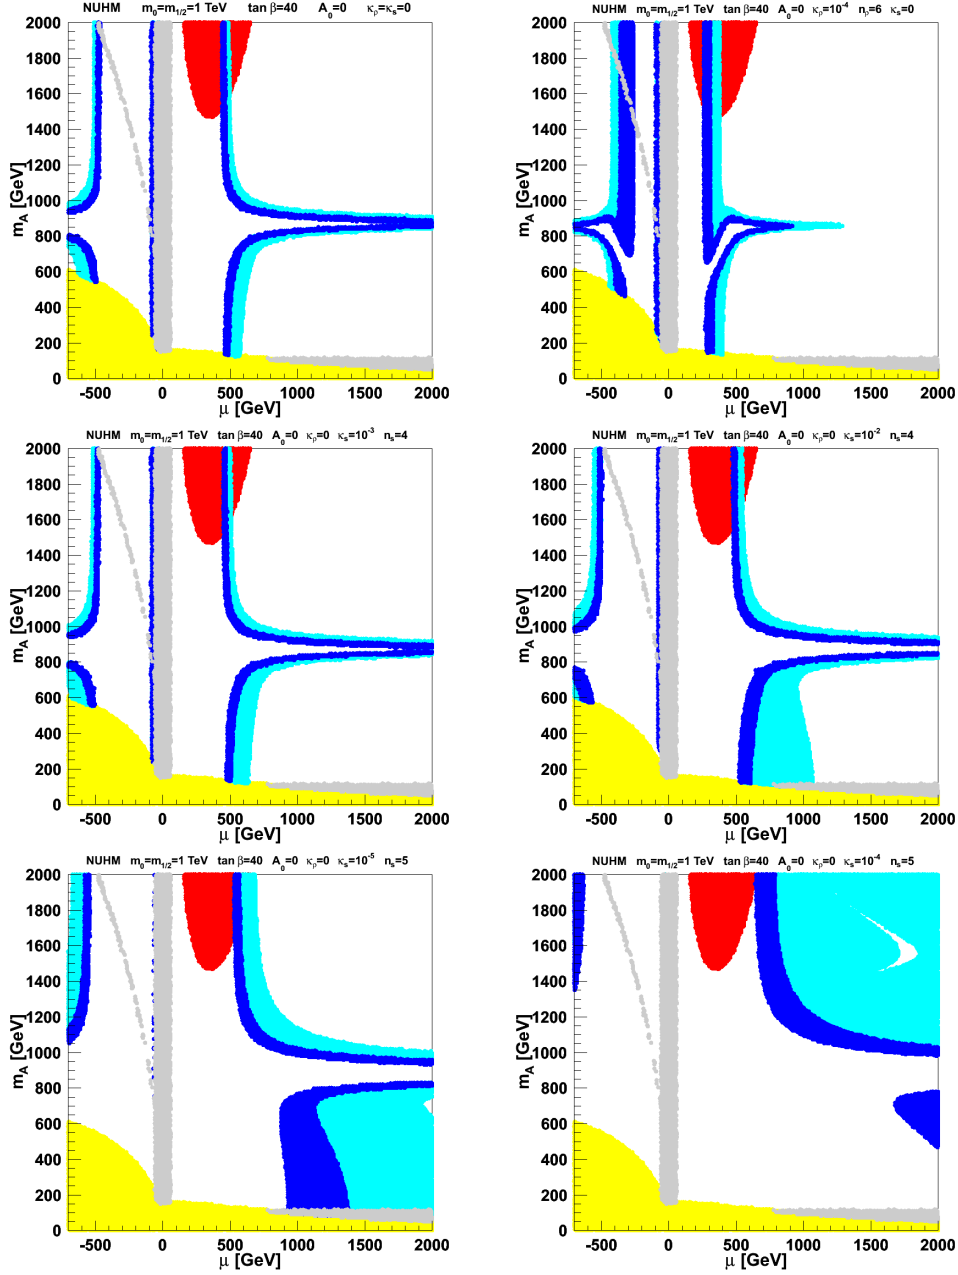 NUHM m₀=m₁/₂=1 TeV tan β=40 A₀=0 κρ=κs=0
2000
1800
1600
1400
1200
1000
800
600
400
200
0
mA [GeV]
-500 0 500 1000 1500 2000
μ [GeV]
NUHM m₀=m₁/₂=1 TeV tan β=40 A₀=0 κρ=10⁻⁴ nρ=6 κs=0
2000
1800
1600
1400
1200
1000
800
600
400
200
0
mA [GeV]
-500 0 500 1000 1500 2000
μ [GeV]
NUHM m₀=m₁/₂=1 TeV tan β=40 A₀=0 κρ=0 κs=10⁻³ ns=4
2000
1800
1600
1400
1200
1000
800
600
400
200
0
mA [GeV]
-500 0 500 1000 1500 2000
μ [GeV]
NUHM m₀=m₁/₂=1 TeV tan β=40 A₀=0 κρ=0 κs=10⁻² ns=4
2000
1800
1600
1400
1200
1000
800
600
400
200
0
mA [GeV]
-500 0 500 1000 1500 2000
μ [GeV]
NUHM m₀=m₁/₂=1 TeV tan β=40 A₀=0 κρ=0 κs=10⁻⁵ ns=5
2000
1800
1600
1400
1200
1000
800
600
400
200
0
mA [GeV]
-500 0 500 1000 1500 2000
μ [GeV]
NUHM m₀=m₁/₂=1 TeV tan β=40 A₀=0 κρ=0 κs=10⁻⁴ ns=5
2000
1800
1600
1400
1200
1000
800
600
400
200
0
mA [GeV]
-500 0 500 1000 1500 2000
μ [GeV]